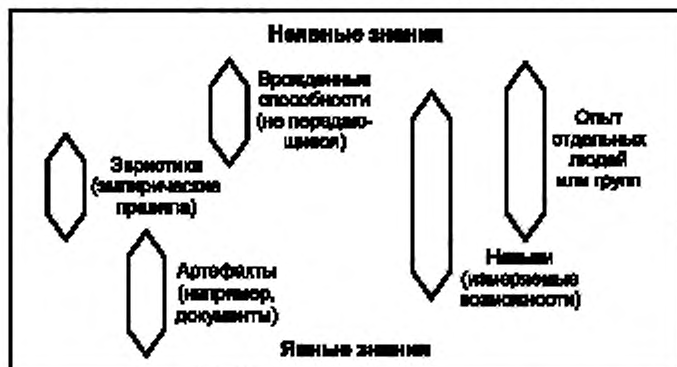 Неявные знания
Врожденные
способности
(не передаю-
щиеся)
Опыт
отдельных
людей
или групп
Эвристика
(эмпирические
правила)
Навыки
(измеряемые
возможности)
Артефакты
(например,
документы)
Явные знания